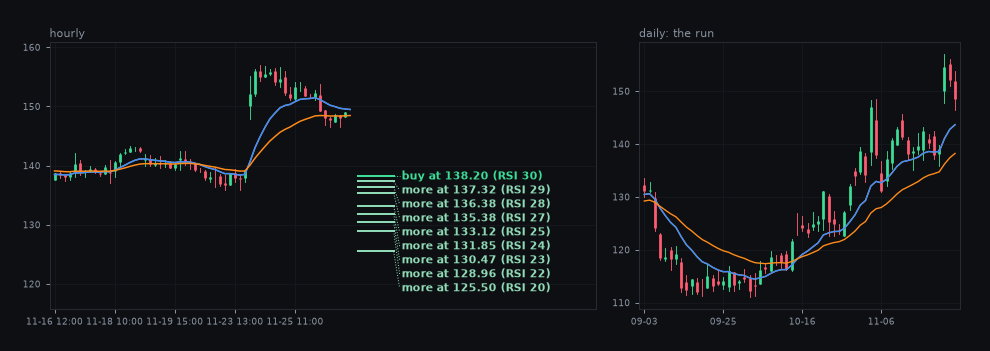 hourly
160
150
140
130
120
11-16 12:00 11-18 10:00 11-19 15:00 11-23 13:00 11-25 11:00
buy at 138.20 (RSI 30)
more at 137.32 (RSI 29)
more at 136.38 (RSI 28)
more at 135.38 (RSI 27)
more at 133.12 (RSI 25)
more at 131.85 (RSI 24)
more at 130.47 (RSI 23)
more at 128.96 (RSI 22)
more at 125.50 (RSI 20)
daily: the run
150
140
130
120
110
09-03 09-25 10-16 11-06